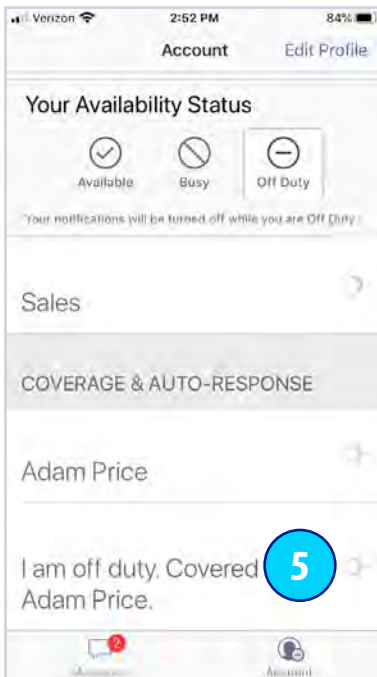 Verizon 2:52 PM 84%
Account Edit Profile
Your Availability Status
Available Busy Off Duty
Your notifications will be turned off while you are Off Duty.
Sales
COVERAGE & AUTO-RESPONSE
Adam Price
I am off duty. Covered 5
Adam Price.
2
Account